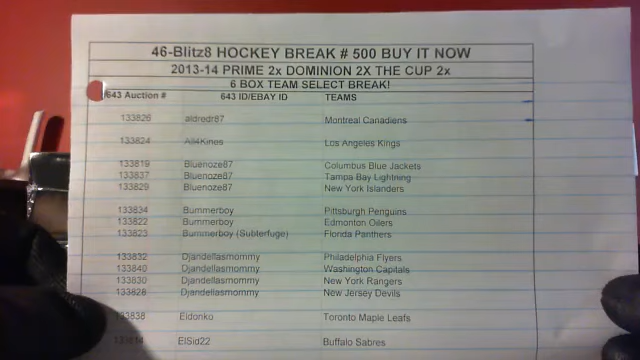 46-Blitz8 HOCKEY BREAK # 500 BUY IT NOW
2013-14 PRIME 2x DOMINION 2X THE CUP 2x
6 BOX TEAM SELECT BREAK!
643 Auction # 643 ID/EBAY ID TEAMS
133826 aldredr87 Montreal Canadiens
133824 All4Kings Los Angeles Kings
133819 Bluenoze87 Columbus Blue Jackets
133837 Bluenoze87 Tampa Bay Lightning
133829 Bluenoze87 New York Islanders
133834 Bummerboy Pittsburgh Penguins
133822 Bummerboy Edmonton Oilers
133823 Bummerboy (Subterfuge) Florida Panthers
133832 Djandellasmommy Philadelphia Flyers
133840 Djandellasmommy Washington Capitals
133830 Djandellasmommy New York Rangers
133828 Djandellasmommy New Jersey Devils
133838 Eldonko Toronto Maple Leafs
ElSid22 Buffalo Sabres